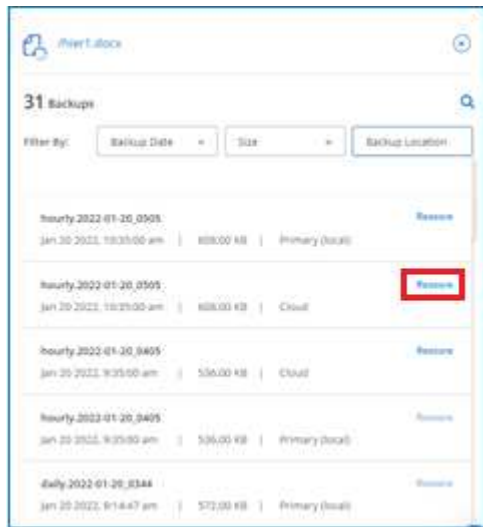 /hier1.docx
31 Backups
Filter By: Backup Date Size Backup Location
hourly.2022-01-20_0505 Restore
Jan 20 2022, 10:35:00 am | 608.00 KB | Primary (local)
hourly.2022-01-20_0505 Restore
Jan 20 2022, 10:35:00 am | 608.00 KB | Cloud
hourly.2022-01-20_0405 Restore
Jan 20 2022, 9:35:00 am | 536.00 KB | Cloud
hourly.2022-01-20_0405 Restore
Jan 20 2022, 9:35:00 am | 536.00 KB | Primary (local)
daily.2022-01-20_0344 Restore
Jan 20 2022, 9:14:47 am | 572.00 KB | Primary (local)